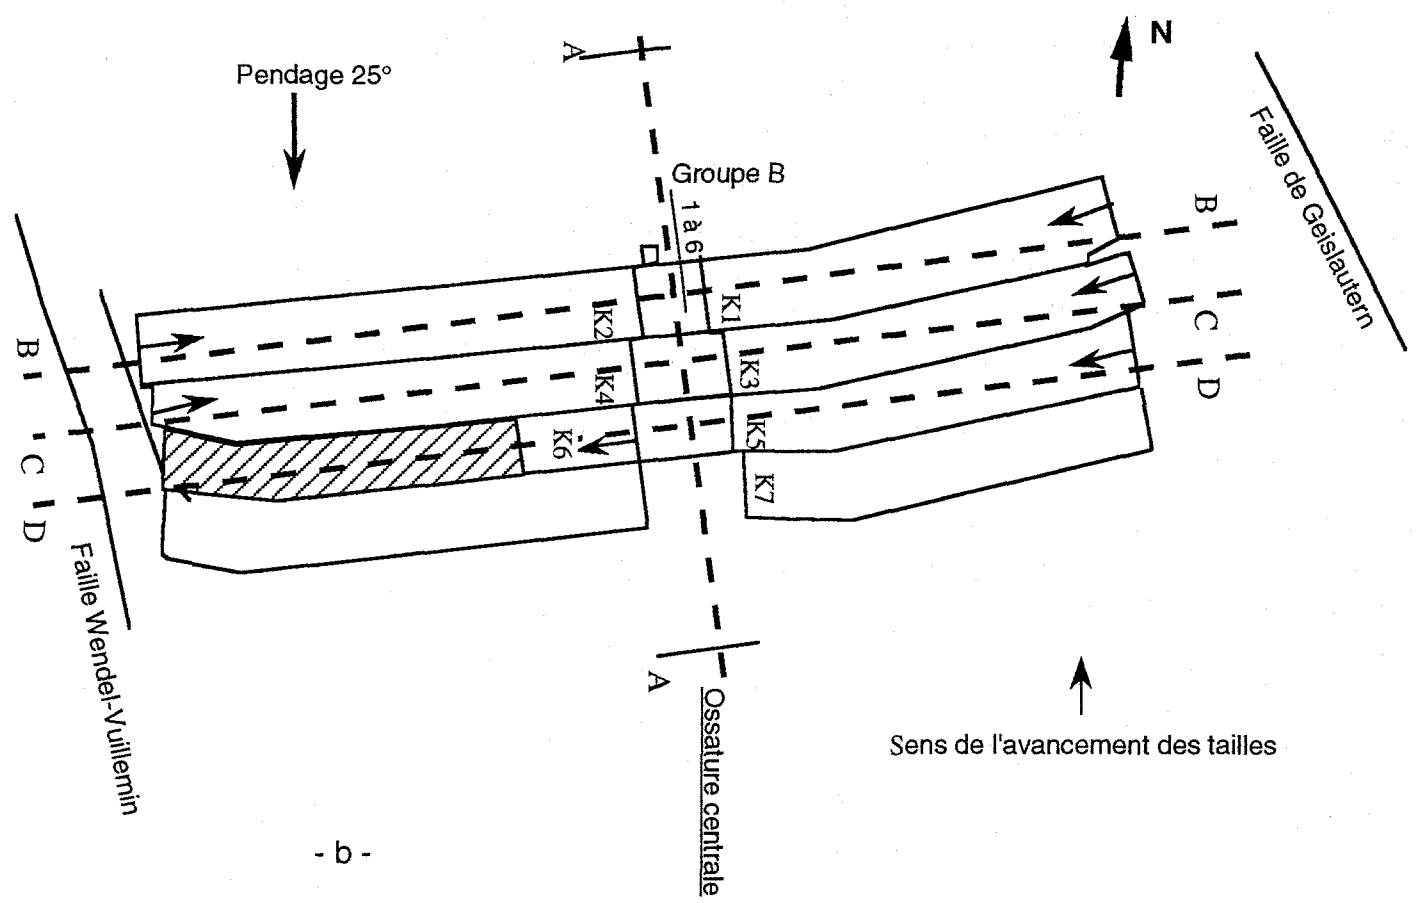 A
N
Pendage 25°
Faille de Geislautern
Groupe B
1 à 6
B
K1
K2
C
B
K3
K4
D
K5
K6
C
K7
D
Faille Wendel-Vuillemin
A
Ossature centrale
Sens de l'avancement des tailles
- b -